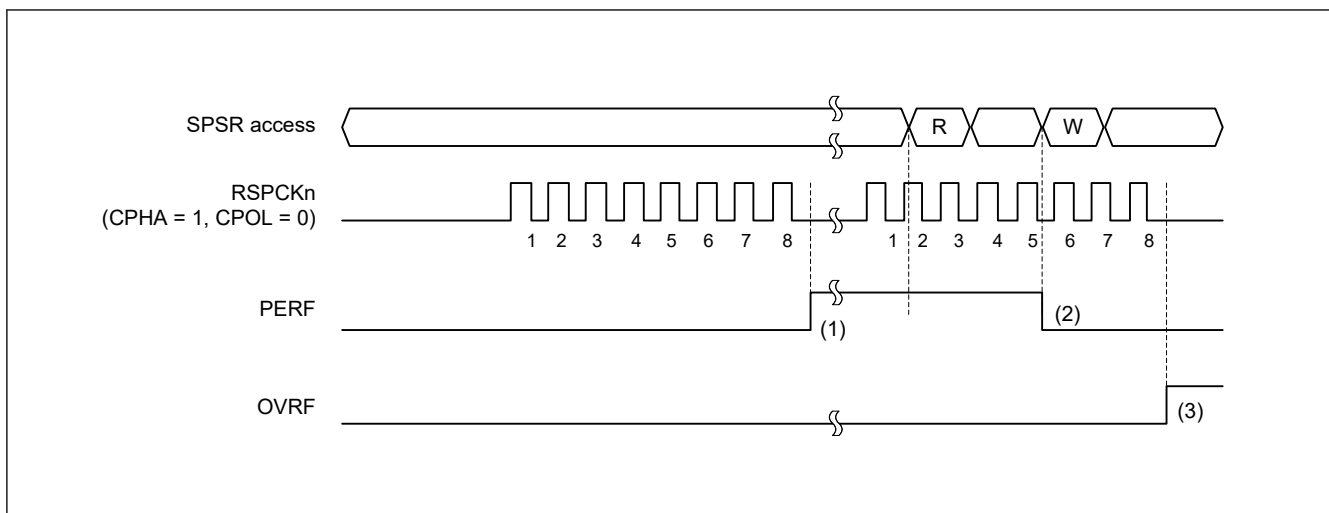 SPSR access R W
RSPCKn
(CPHA = 1, CPOL = 0)
1 2 3 4 5 6 7 8 1 2 3 4 5 6 7 8
PERF (1) (2)
OVRF (3)